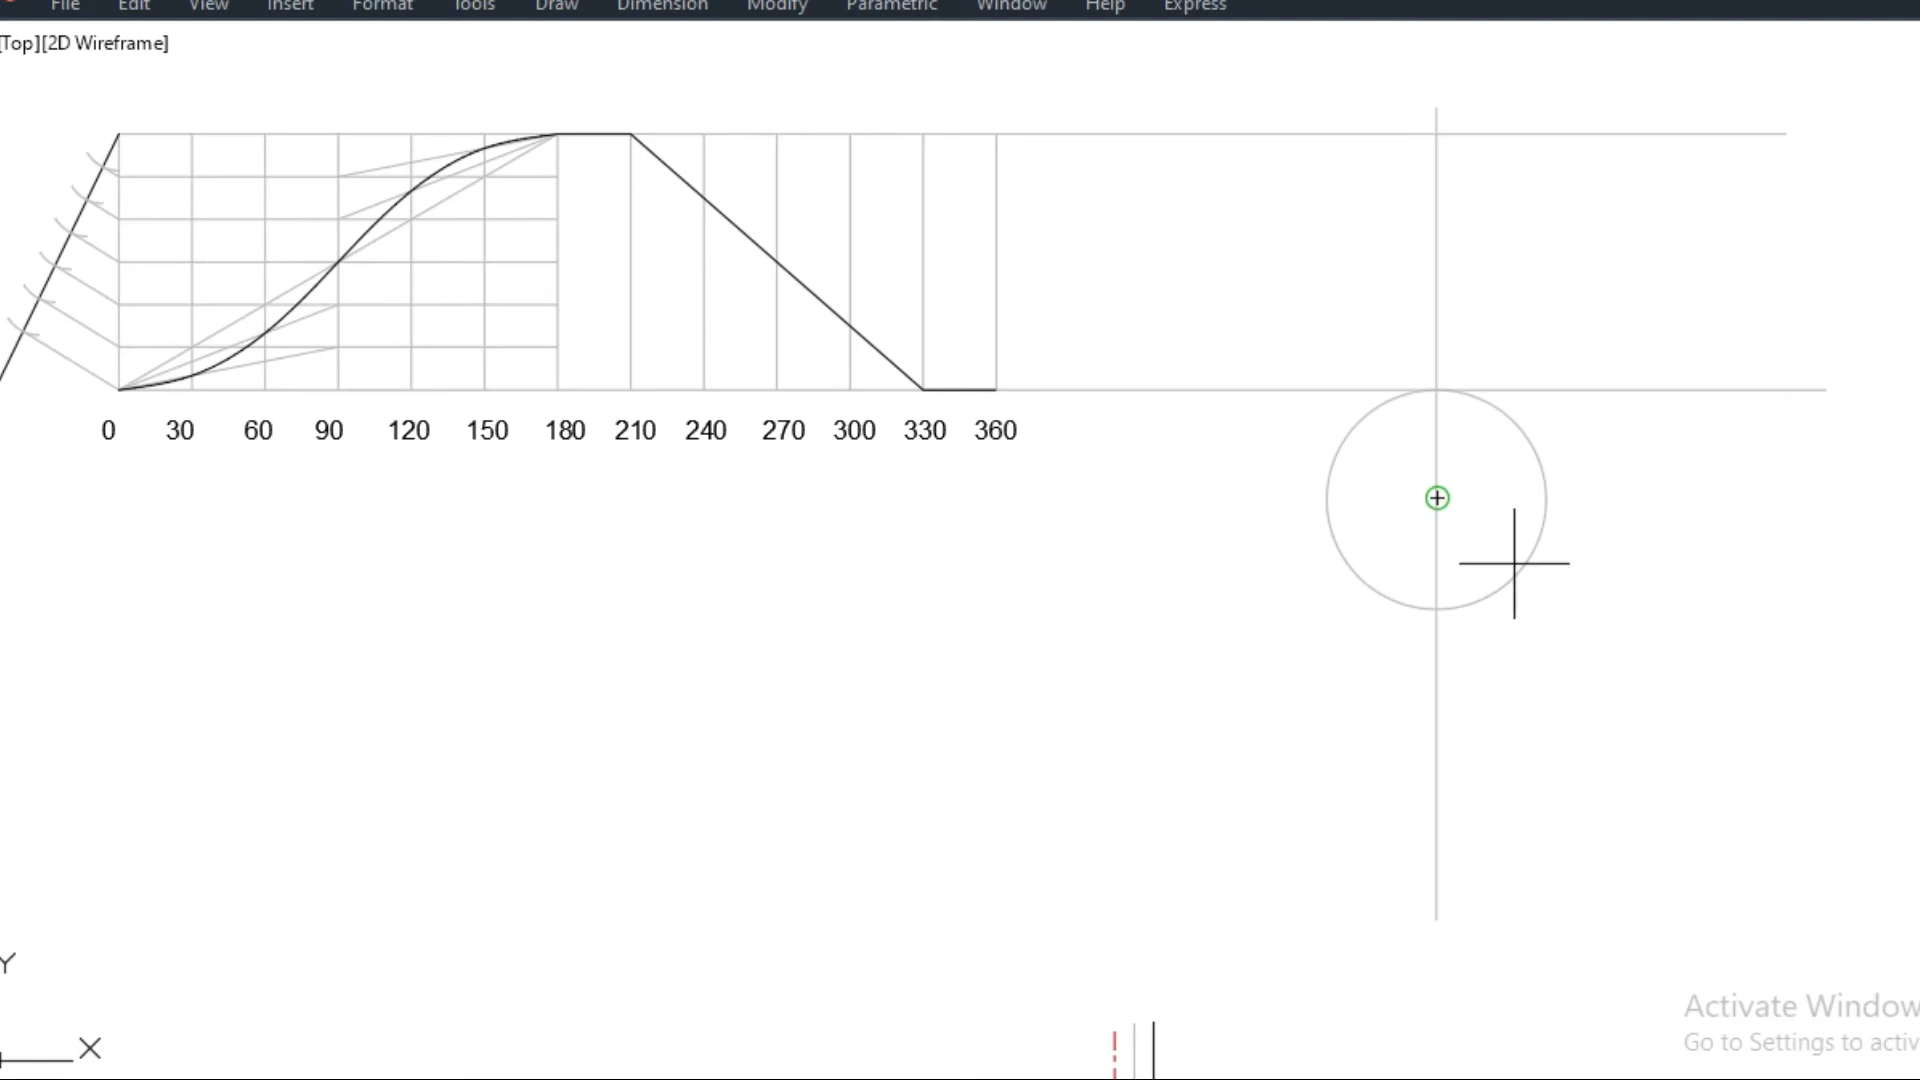 File Edit View Insert Format Tools Draw Dimension Modify Parametric Window Help Express
[Top][2D Wireframe]
0 30 60 90 120 150 180 210 240 270 300 330 360
Y
X
Activate Window
Go to Settings to activ